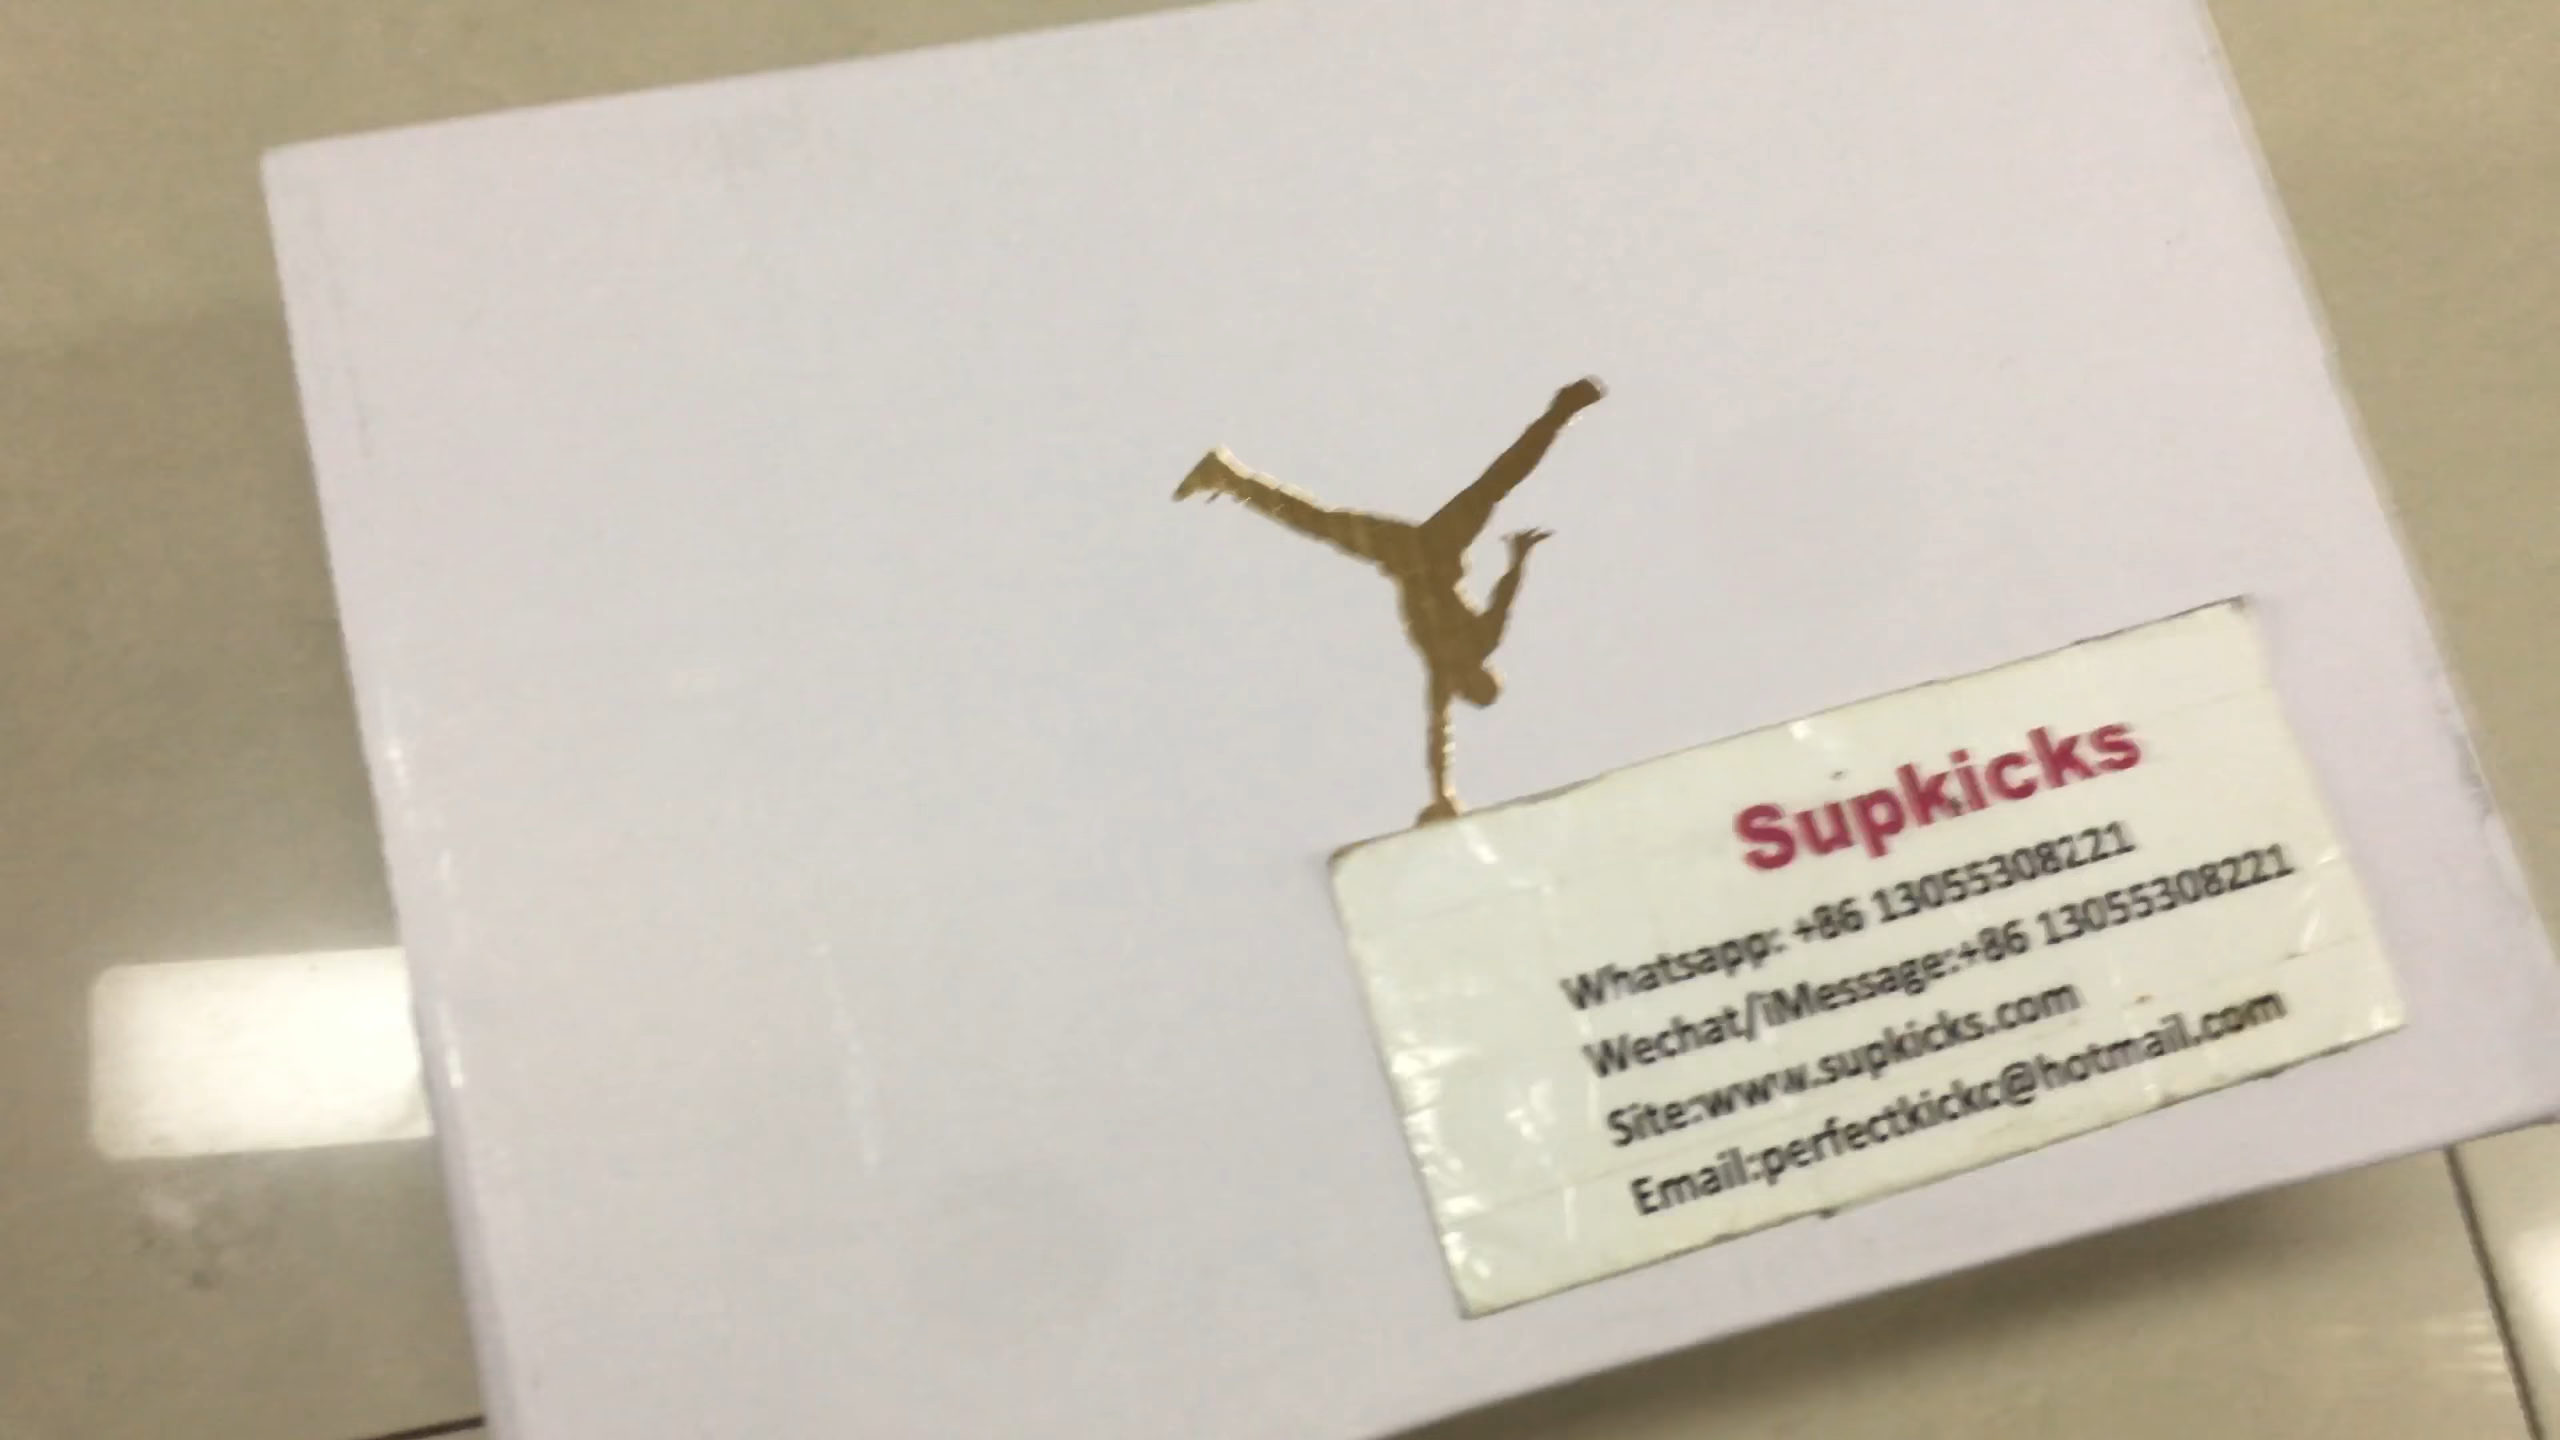 Supkicks
Whatsapp: +86 13055308221
Wechat/iMessage:+86 13055308221
Site:www.supkicks.com
Email:perfectkickc@hotmail.com